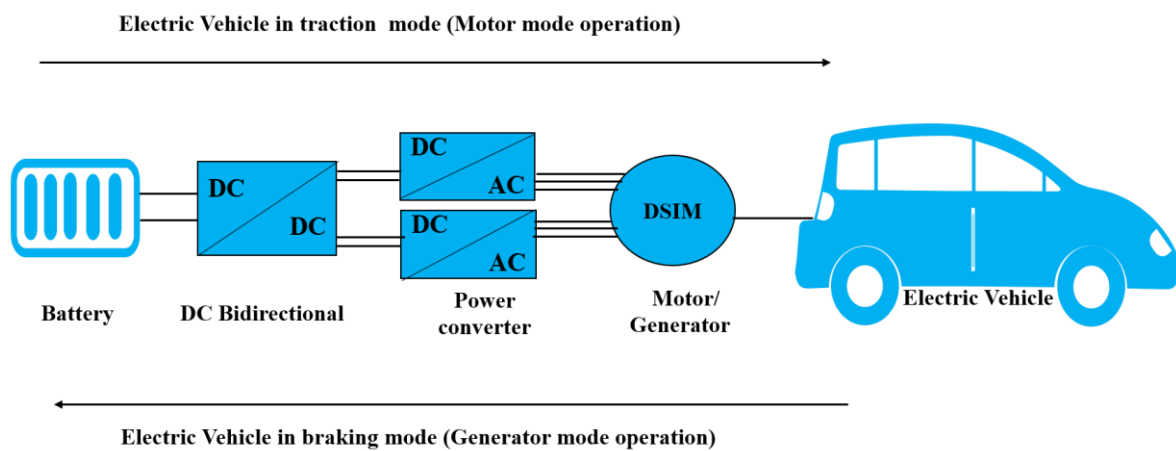 Electric Vehicle in traction mode (Motor mode operation)
DC
DC
DC
AC
DC
AC
DSIM
Battery
DC Bidirectional
Power
converter
Motor/
Generator
Electric Vehicle
Electric Vehicle in braking mode (Generator mode operation)